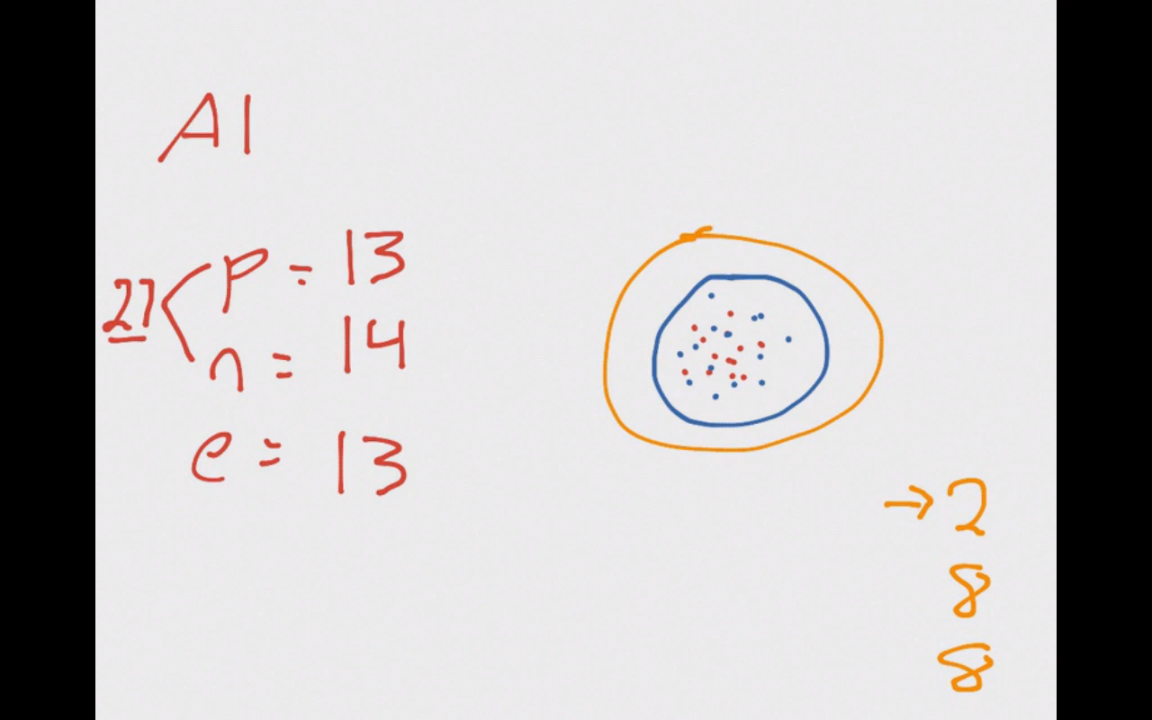 Al
27 < p = 13
n = 14
e = 13
→ 2
8
8